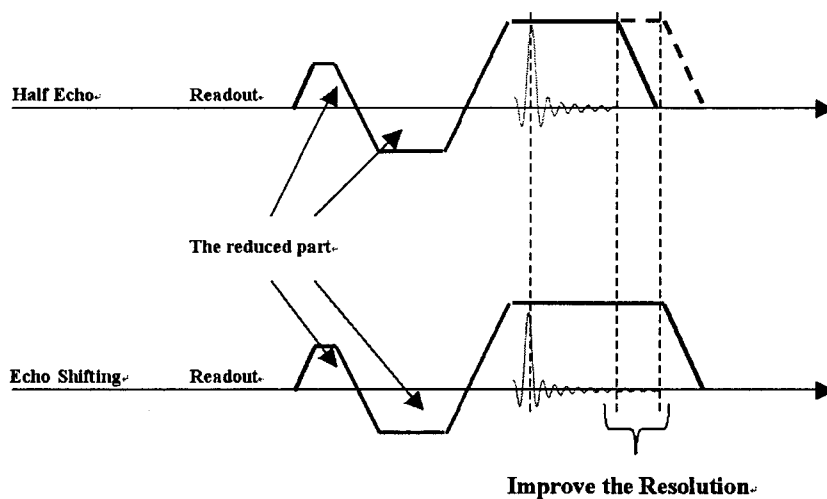 Half Echo
Readout
The reduced part
Echo Shifting
Readout
Improve the Resolution